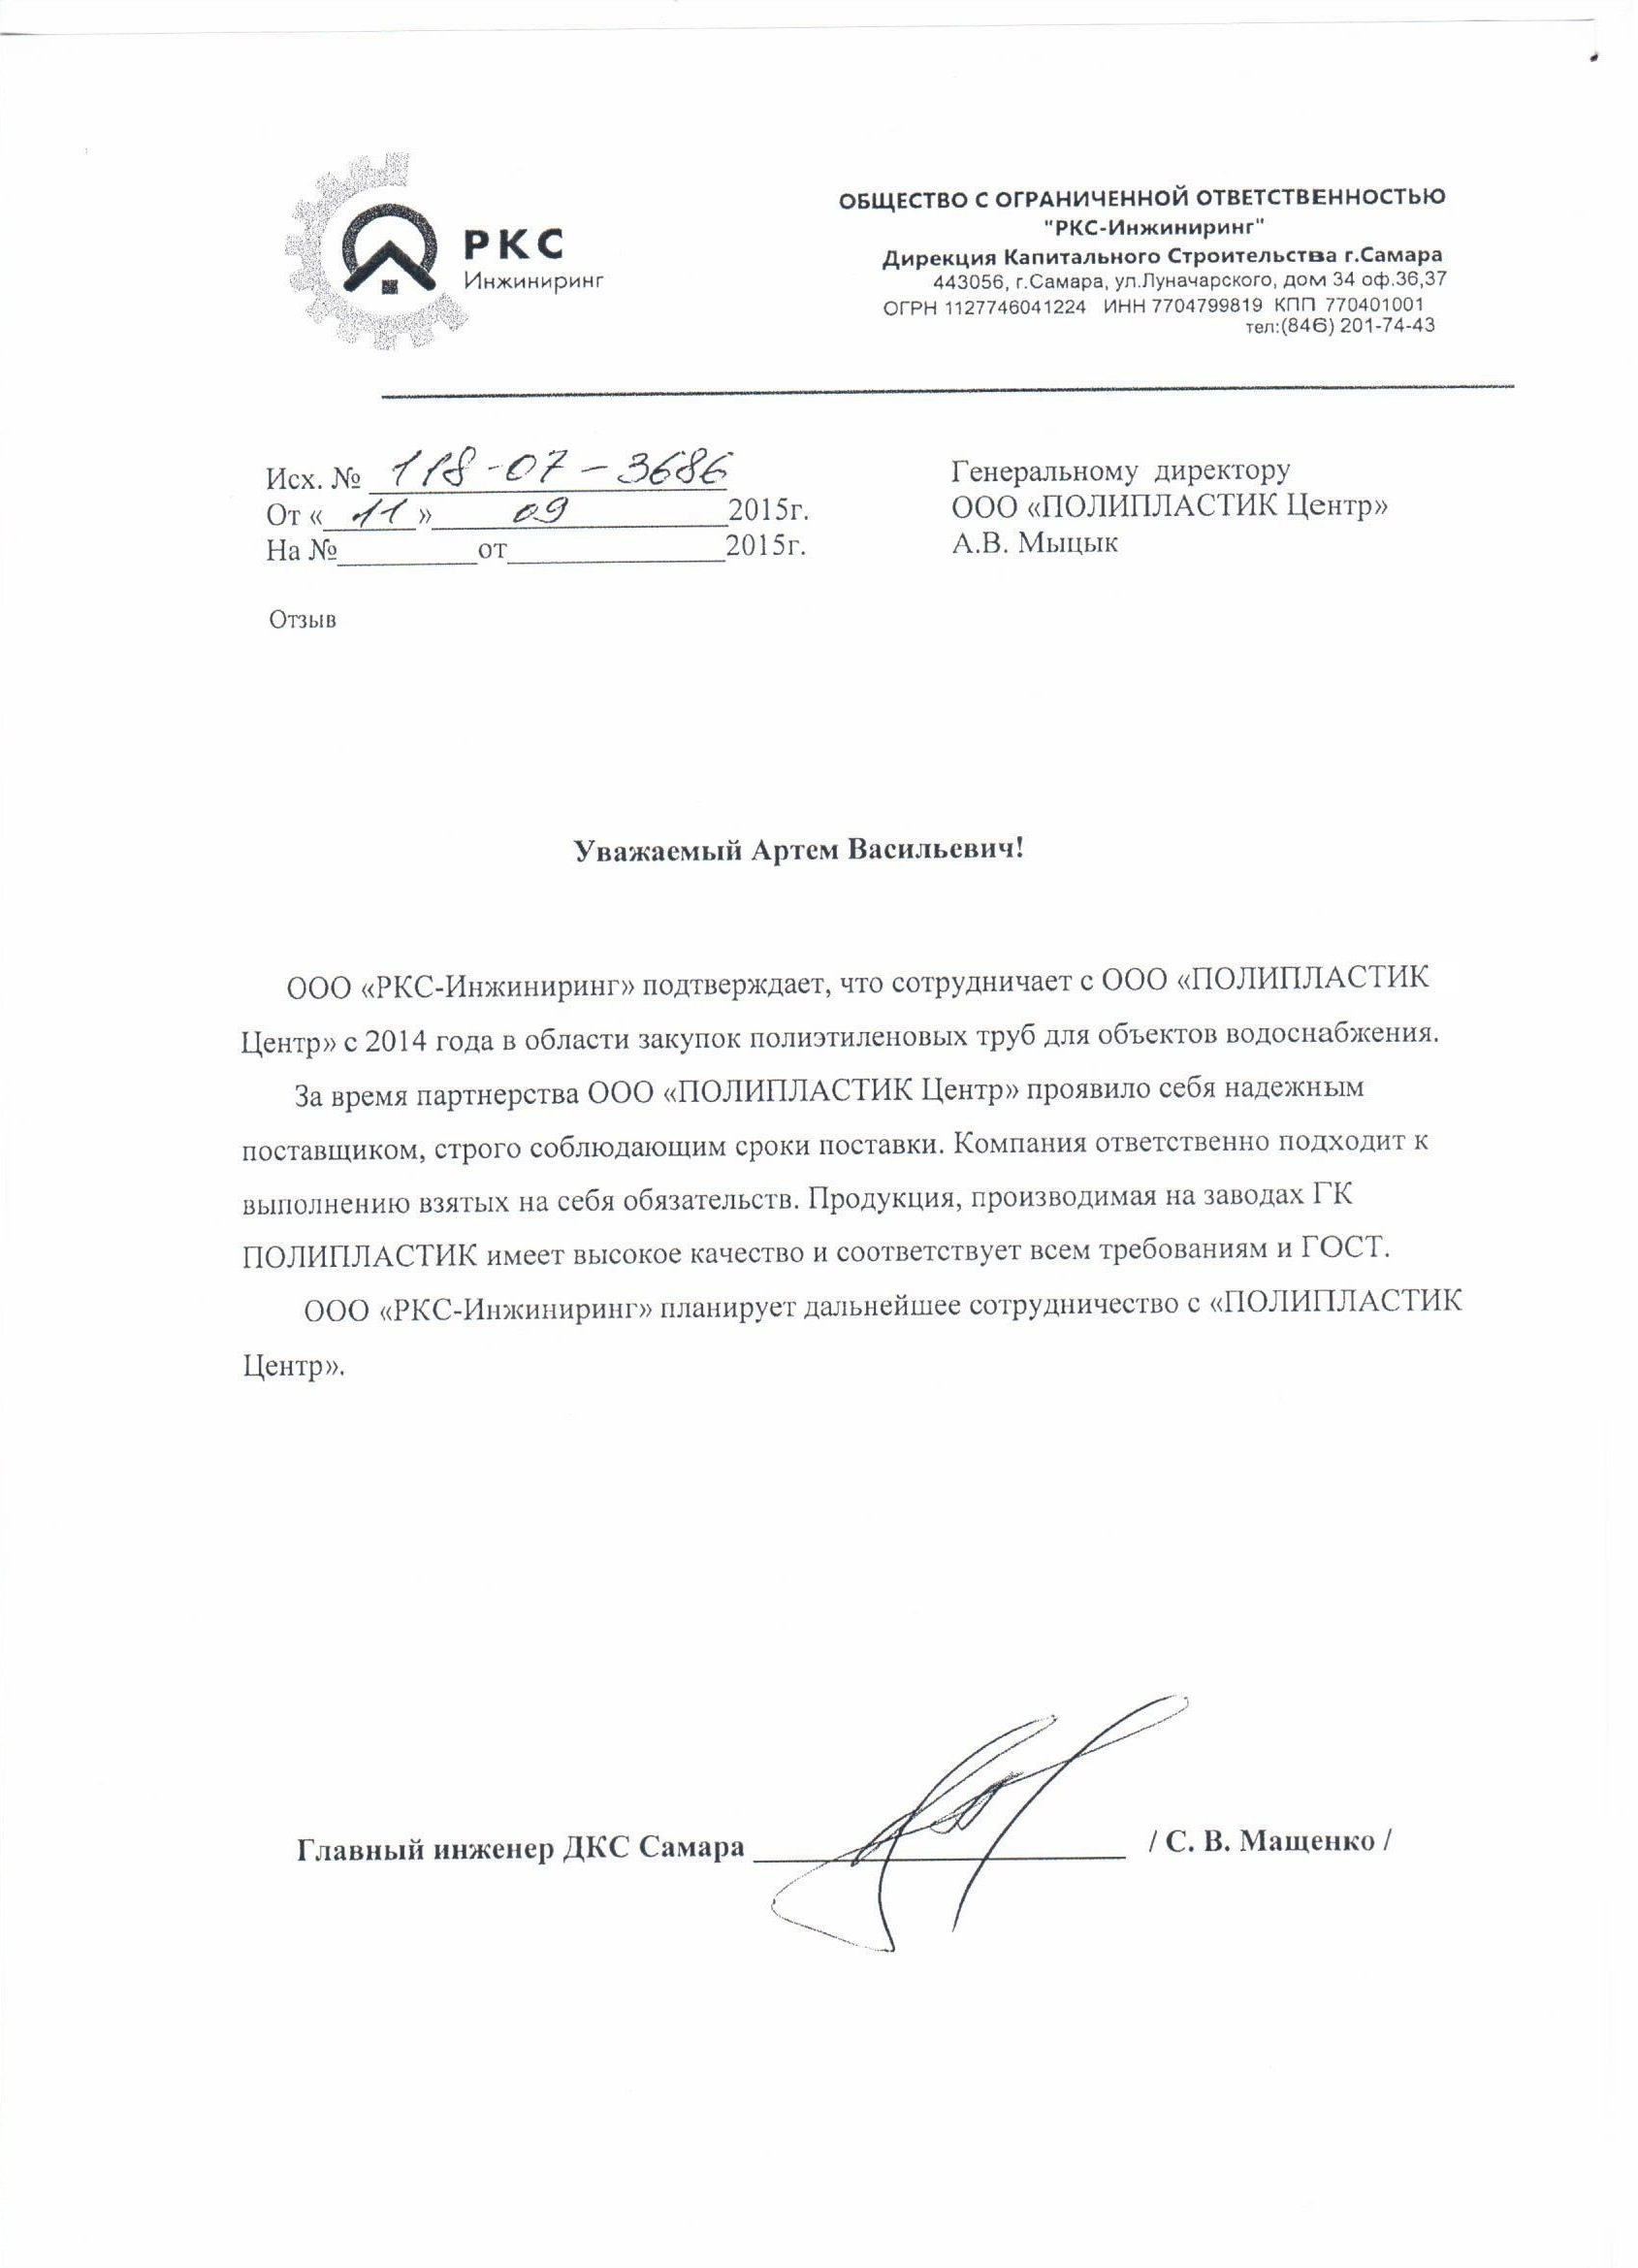 РКС
Инжиниринг
ОБЩЕСТВО С ОГРАНИЧЕННОЙ ОТВЕТСТВЕННОСТЬЮ
"РКС-Инжиниринг"
Дирекция Капитального Строительства г.Самара
443056, г.Самара, ул.Луначарского, дом 34 оф.36,37
ОГРН 1127746041224 ИНН 7704799819 КПП 770401001
тел:(846) 201-74-43
Исх. № 118-07-3686
От «11» 09 2015г.
На №__________от________________2015г.
Генеральному директору
ООО «ПОЛИПЛАСТИК Центр»
А.В. Мыцык
Отзыв
Уважаемый Артем Васильевич!
ООО «РКС-Инжиниринг» подтверждает, что сотрудничает с ООО «ПОЛИПЛАСТИК
Центр» с 2014 года в области закупок полиэтиленовых труб для объектов водоснабжения.
За время партнерства ООО «ПОЛИПЛАСТИК Центр» проявило себя надежным
поставщиком, строго соблюдающим сроки поставки. Компания ответственно подходит к
выполнению взятых на себя обязательств. Продукция, производимая на заводах ГК
ПОЛИПЛАСТИК имеет высокое качество и соответствует всем требованиям и ГОСТ.
ООО «РКС-Инжиниринг» планирует дальнейшее сотрудничество с «ПОЛИПЛАСТИК
Центр».
Главный инженер ДКС Самара ____________________ / С. В. Мащенко /